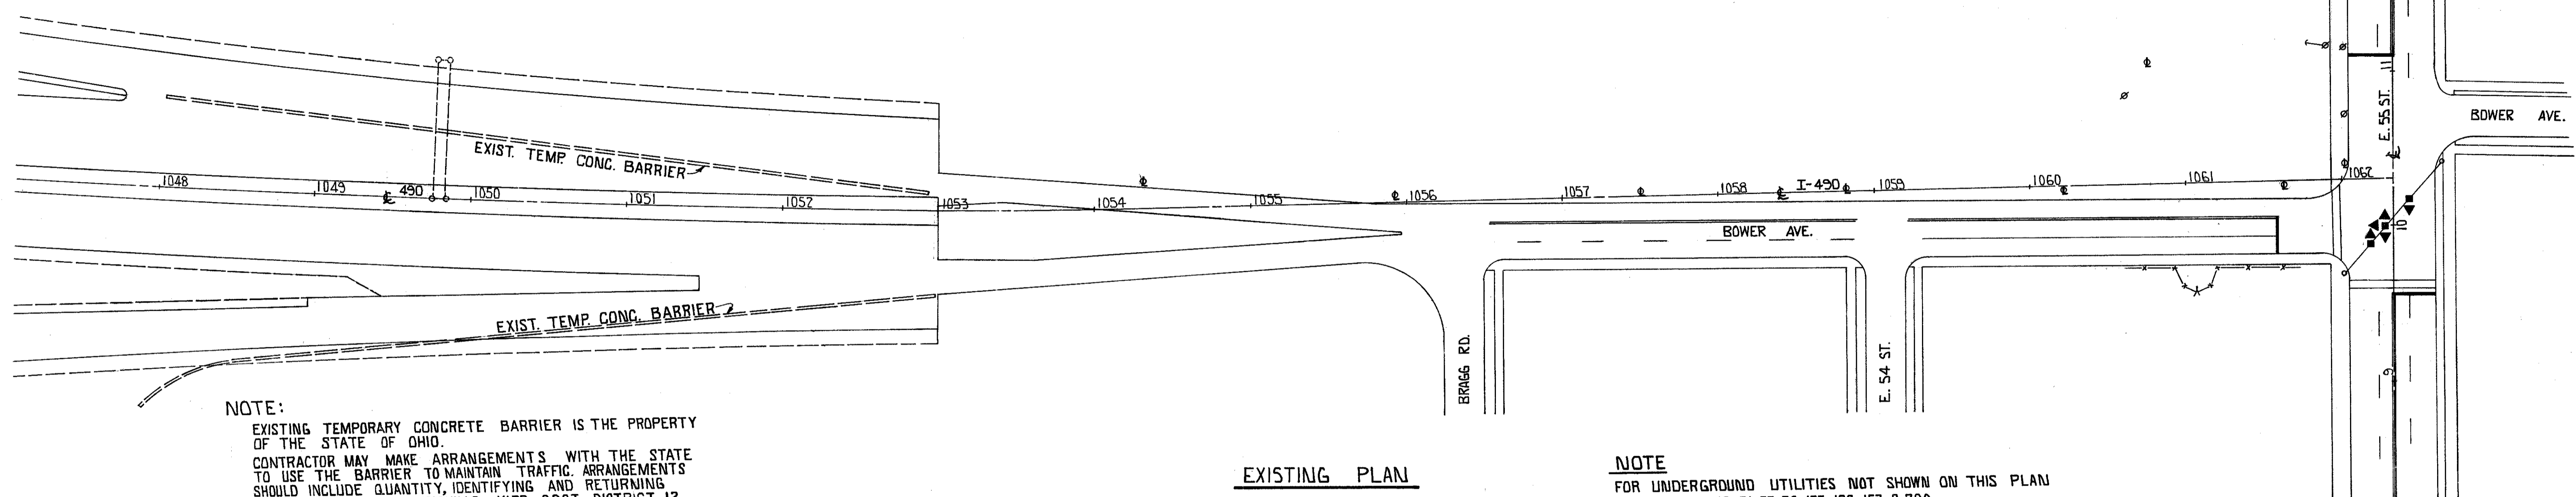 EXIST. TEMP. CONC. BARRIER
1048
1049
℄ 490
1050
1051
1052
1053
1054
1055
1056
1057
1058
℄ I-490
1059
1060
1061
1062
E. 55 ST.
11
10
9
BOWER AVE.
BOWER AVE.
EXIST. TEMP. CONC. BARRIER
BRAGG RD.
E. 54 ST.
NOTE:
EXISTING TEMPORARY CONCRETE BARRIER IS THE PROPERTY
OF THE STATE OF OHIO.
CONTRACTOR MAY MAKE ARRANGEMENTS WITH THE STATE
TO USE THE BARRIER TO MAINTAIN TRAFFIC. ARRANGEMENTS
SHOULD INCLUDE QUANTITY, IDENTIFYING AND RETURNING
EXISTING PLAN
NOTE
FOR UNDERGROUND UTILITIES NOT SHOWN ON THIS PLAN